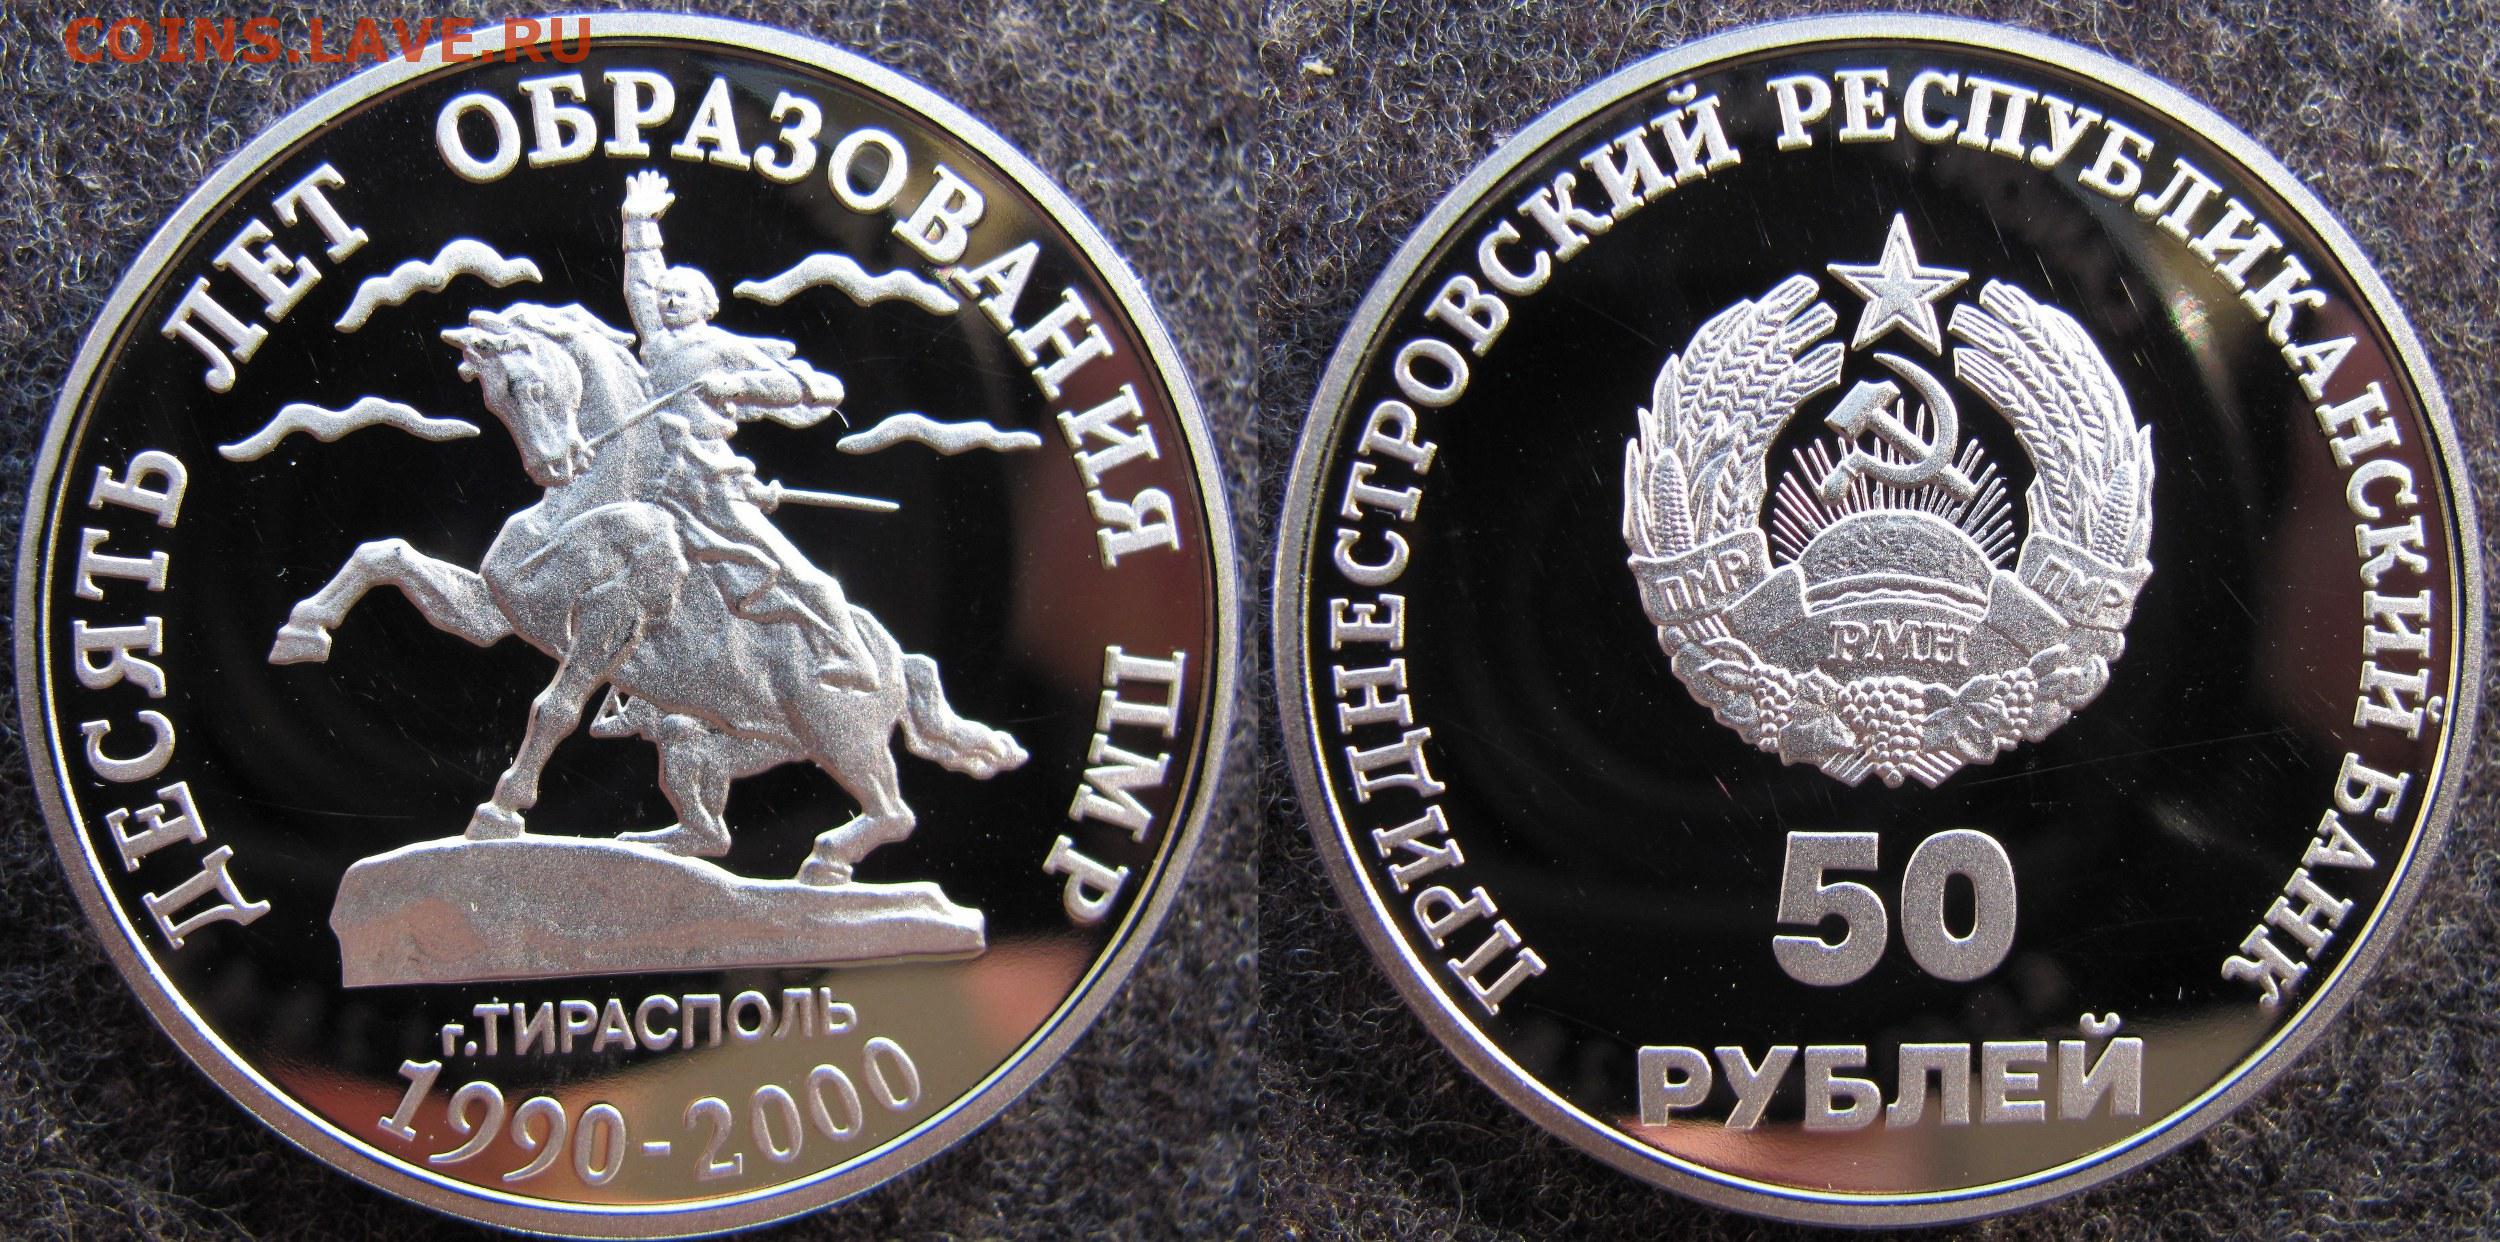 COINS.LAVE.RU
ДЕСЯТЬ ЛЕТ ОБРАЗОВАНИЯ ПМР
г.ТИРАСПОЛЬ
1990-2000
ПРИДНЕСТРОВСКИЙ РЕСПУБЛИКАНСКИЙ БАНК
ПМР РМН ПМР
50
РУБЛЕЙ